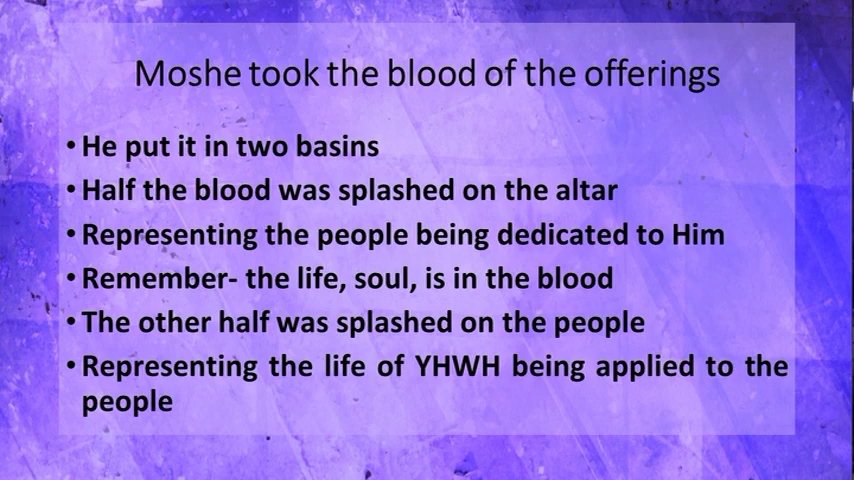 Moshe took the blood of the offerings
• He put it in two basins
• Half the blood was splashed on the altar
• Representing the people being dedicated to Him
• Remember- the life, soul, is in the blood
• The other half was splashed on the people
• Representing the life of YHWH being applied to the
people